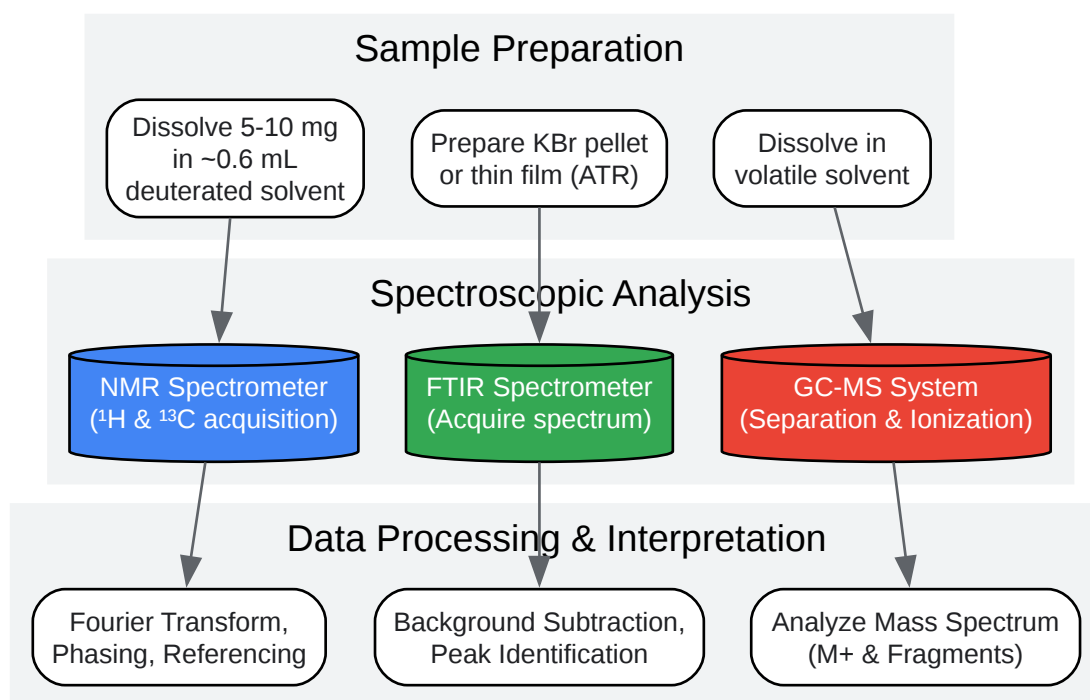 Sample Preparation
Dissolve 5-10 mg
in ~0.6 mL
deuterated solvent
Prepare KBr pellet
or thin film (ATR)
Dissolve in
volatile solvent
Spectroscopic Analysis
NMR Spectrometer
(¹H & ¹³C acquisition)
FTIR Spectrometer
(Acquire spectrum)
GC-MS System
(Separation & Ionization)
Data Processing & Interpretation
Fourier Transform,
Phasing, Referencing
Background Subtraction,
Peak Identification
Analyze Mass Spectrum
(M+ & Fragments)